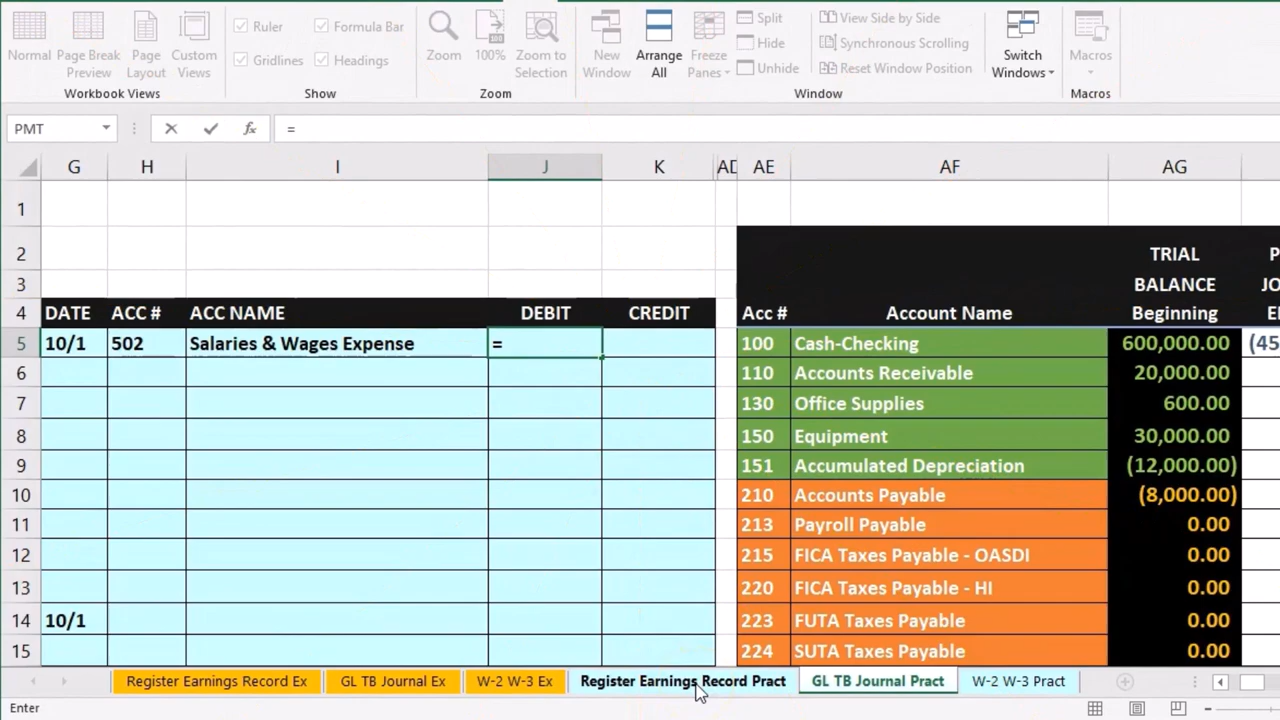 Normal Page Break Preview Page Layout Custom Views
Workbook Views
Ruler Formula Bar
Gridlines Headings
Show
Zoom 100% Zoom to Selection
Zoom
New Window Arrange All Freeze Panes
Split
Hide
Unhide
View Side by Side
Synchronous Scrolling
Reset Window Position
Window
Switch Windows
Macros
Macros
PMT fx =
G H I J K AD AE AF AG
1
2 TRIAL P
3 BALANCE JO
4 DATE ACC # ACC NAME DEBIT CREDIT Acc # Account Name Beginning E
5 10/1 502 Salaries & Wages Expense = 100 Cash-Checking 600,000.00 (45
6 110 Accounts Receivable 20,000.00
7 130 Office Supplies 600.00
8 150 Equipment 30,000.00
9 151 Accumulated Depreciation (12,000.00)
10 210 Accounts Payable (8,000.00)
11 213 Payroll Payable 0.00
12 215 FICA Taxes Payable - OASDI 0.00
13 220 FICA Taxes Payable - HI 0.00
14 10/1 223 FUTA Taxes Payable 0.00
15 224 SUTA Taxes Payable 0.00
Register Earnings Record Ex GL TB Journal Ex W-2 W-3 Ex Register Earnings Record Pract GL TB Journal Pract W-2 W-3 Pract
Enter